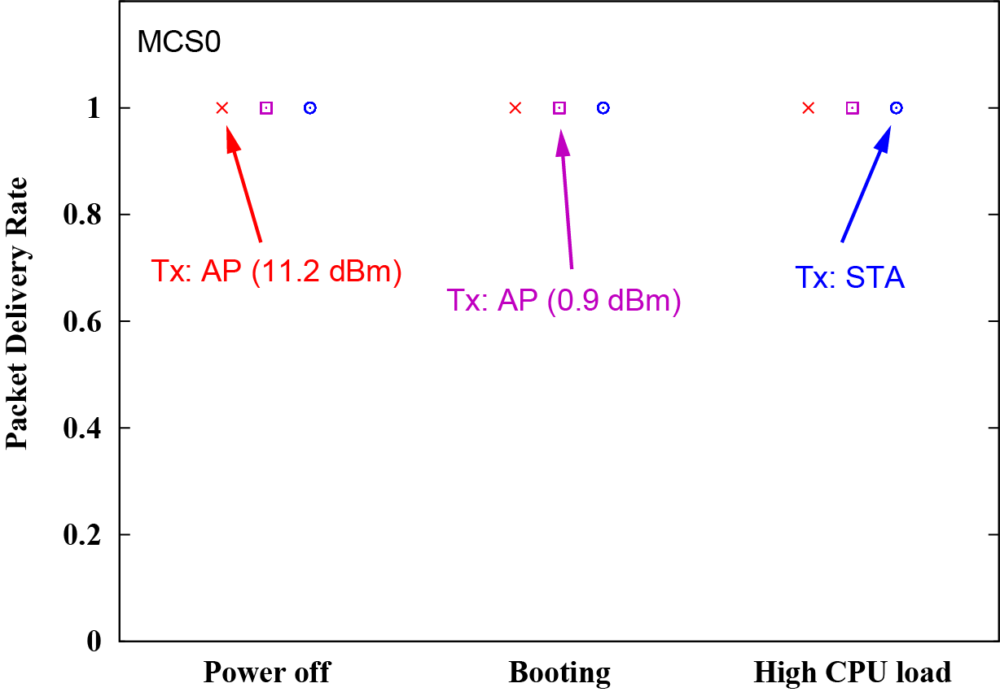 MCS0
1
0.8
0.6
0.4
0.2
0
Packet Delivery Rate
Tx: AP (11.2 dBm)
Tx: AP (0.9 dBm)
Tx: STA
Power off
Booting
High CPU load